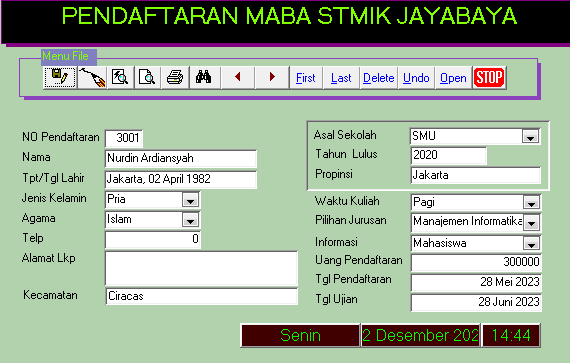 PENDAFTARAN MABA STMIK JAYABAYA
Menu File
First Last Delete Undo Open STOP
NO Pendaftaran 3001
Nama Nurdin Ardiansyah
Tpt/Tgl Lahir Jakarta, 02 April 1982
Jenis Kelamin Pria
Agama Islam
Telp 0
Alamat Lkp
Kecamatan Ciracas
Asal Sekolah SMU
Tahun Lulus 2020
Propinsi Jakarta
Waktu Kuliah Pagi
Pilihan Jurusan Manajemen Informatika
Informasi Mahasiswa
Uang Pendaftaran 300000
Tgl Pendaftaran 28 Mei 2023
Tgl Ujian 28 Juni 2023
Senin 2 Desember 202 14:44